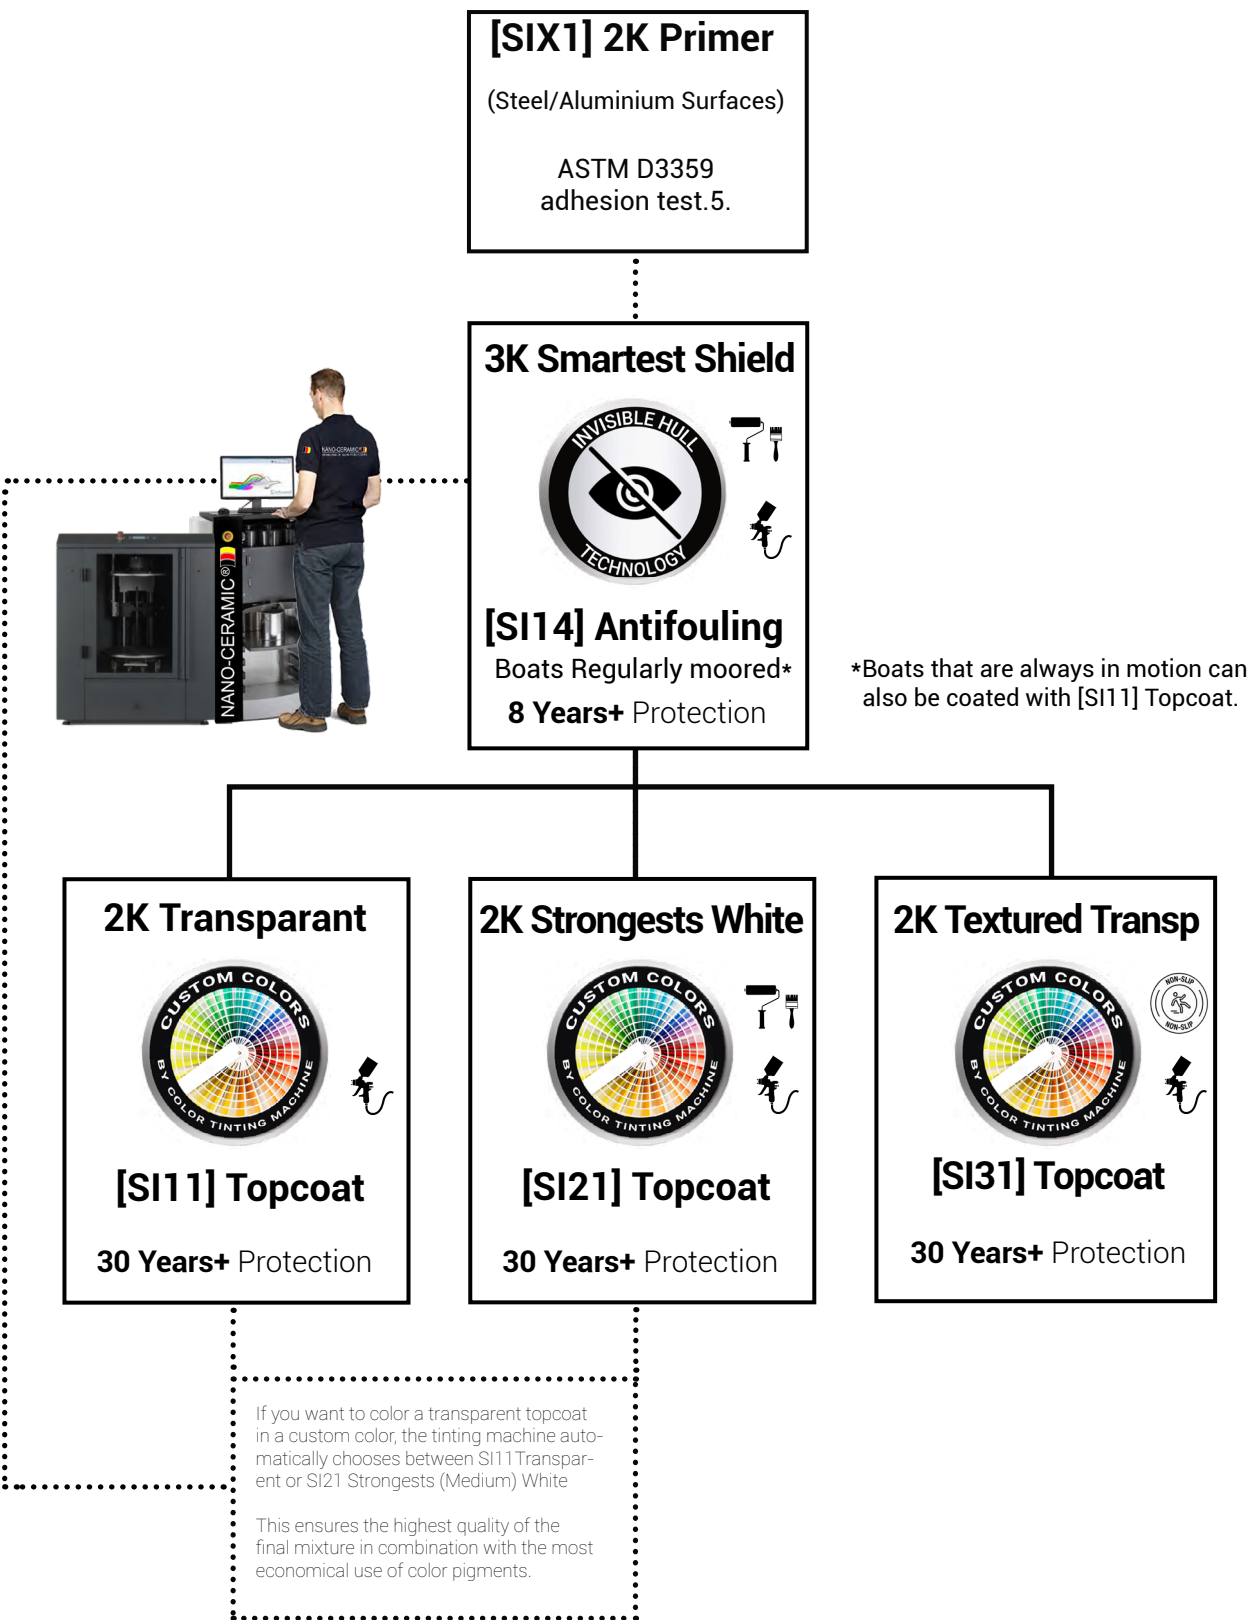 [SIX1] 2K Primer
(Steel/Aluminium Surfaces)
ASTM D3359
adhesion test.5.
3K Smartest Shield
INVISIBLE HULL
TECHNOLOGY
[SI14] Antifouling
Boats Regularly moored*
8 Years+ Protection
*Boats that are always in motion can
also be coated with [SI11] Topcoat.
NANO-CERAMIC®
NANO-CERAMIC®
2K Transparant
CUSTOM COLORS
BY COLOR TINTING MACHINE
[SI11] Topcoat
30 Years+ Protection
2K Strongests White
CUSTOM COLORS
BY COLOR TINTING MACHINE
[SI21] Topcoat
30 Years+ Protection
2K Textured Transp
CUSTOM COLORS
BY COLOR TINTING MACHINE
NON-SLIP
NON-SLIP
[SI31] Topcoat
30 Years+ Protection
If you want to color a transparent topcoat
in a custom color, the tinting machine auto-
matically chooses between SI11Transpar-
ent or SI21 Strongests (Medium) White
This ensures the highest quality of the
final mixture in combination with the most
economical use of color pigments.